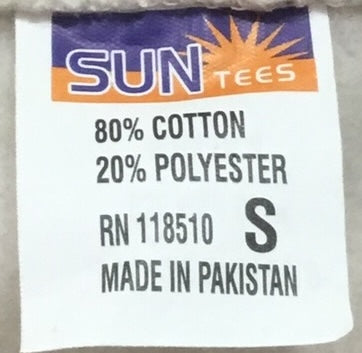 SUN TEES
80% COTTON
20% POLYESTER
RN 118510 S
MADE IN PAKISTAN